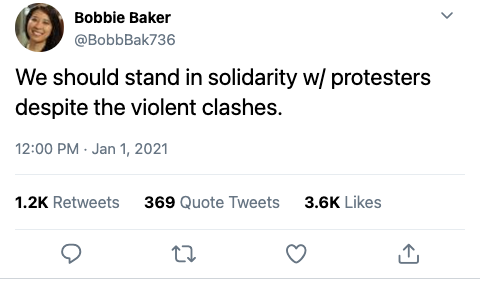 Bobbie Baker
@BobbBak736
We should stand in solidarity w/ protesters
despite the violent clashes.
12:00 PM · Jan 1, 2021
1.2K Retweets 369 Quote Tweets 3.6K Likes